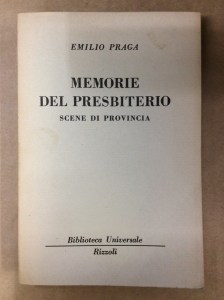 EMILIO PRAGA
MEMORIE
DEL PRESBITERIO
SCENE DI PROVINCIA
Biblioteca Universale
Rizzoli